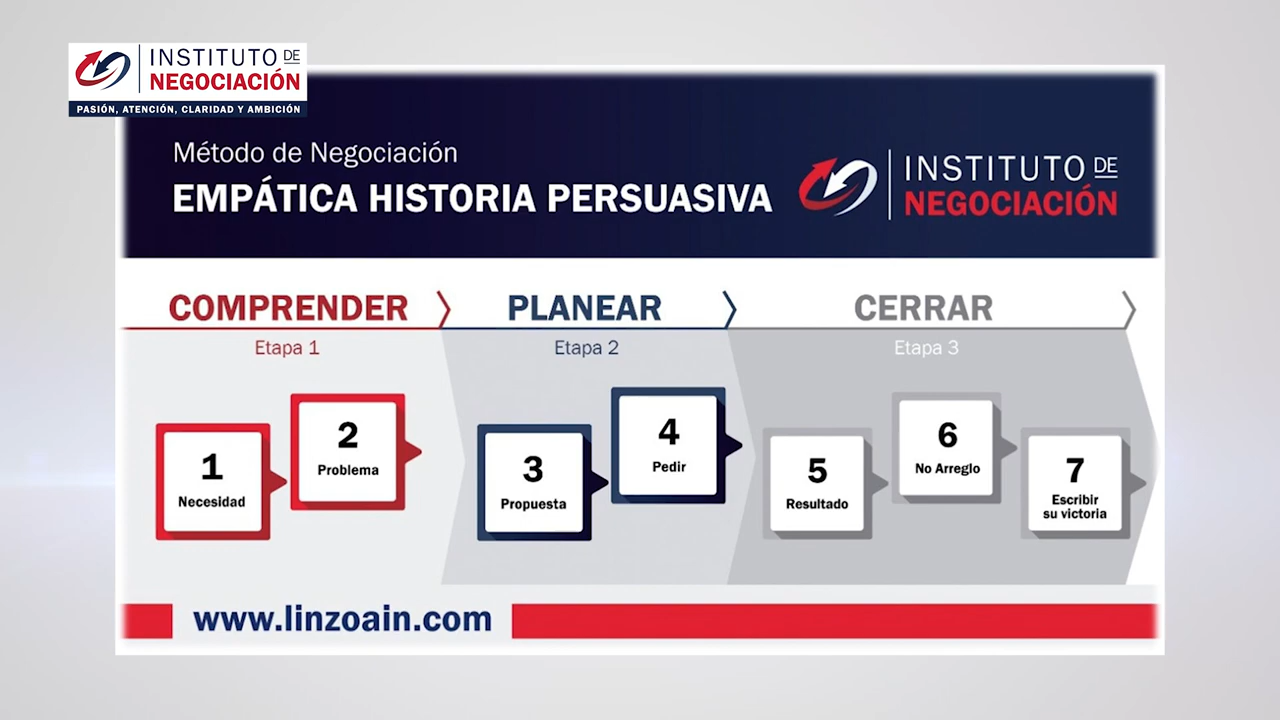 INSTITUTO DE
NEGOCIACIÓN
PASIÓN, ATENCIÓN, CLARIDAD Y AMBICIÓN
Método de Negociación
EMPÁTICA HISTORIA PERSUASIVA
INSTITUTO DE
NEGOCIACIÓN
COMPRENDER
Etapa 1
PLANEAR
Etapa 2
CERRAR
Etapa 3
1
Necesidad
2
Problema
3
Propuesta
4
Pedir
5
Resultado
6
No Arreglo
7
Escribir
su victoria
www.linzoain.com